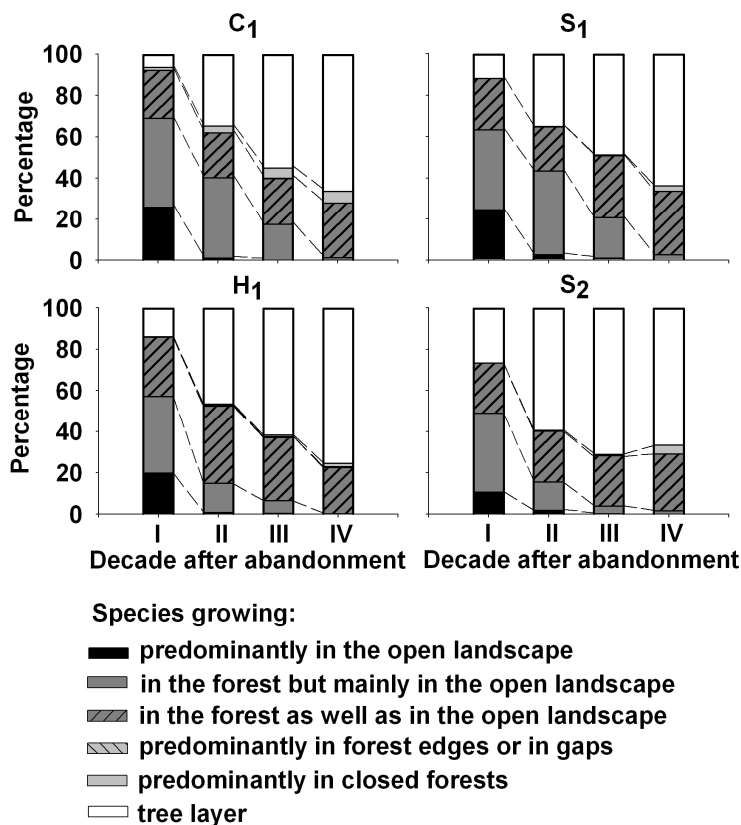 C1 S1
100
80
60
40
20
0
Percentage
H1 S2
100
80
60
40
20
0
Percentage
I II III IV I II III IV
Decade after abandonment Decade after abandonment
Species growing:
predominantly in the open landscape
in the forest but mainly in the open landscape
in the forest as well as in the open landscape
predominantly in forest edges or in gaps
predominantly in closed forests
tree layer